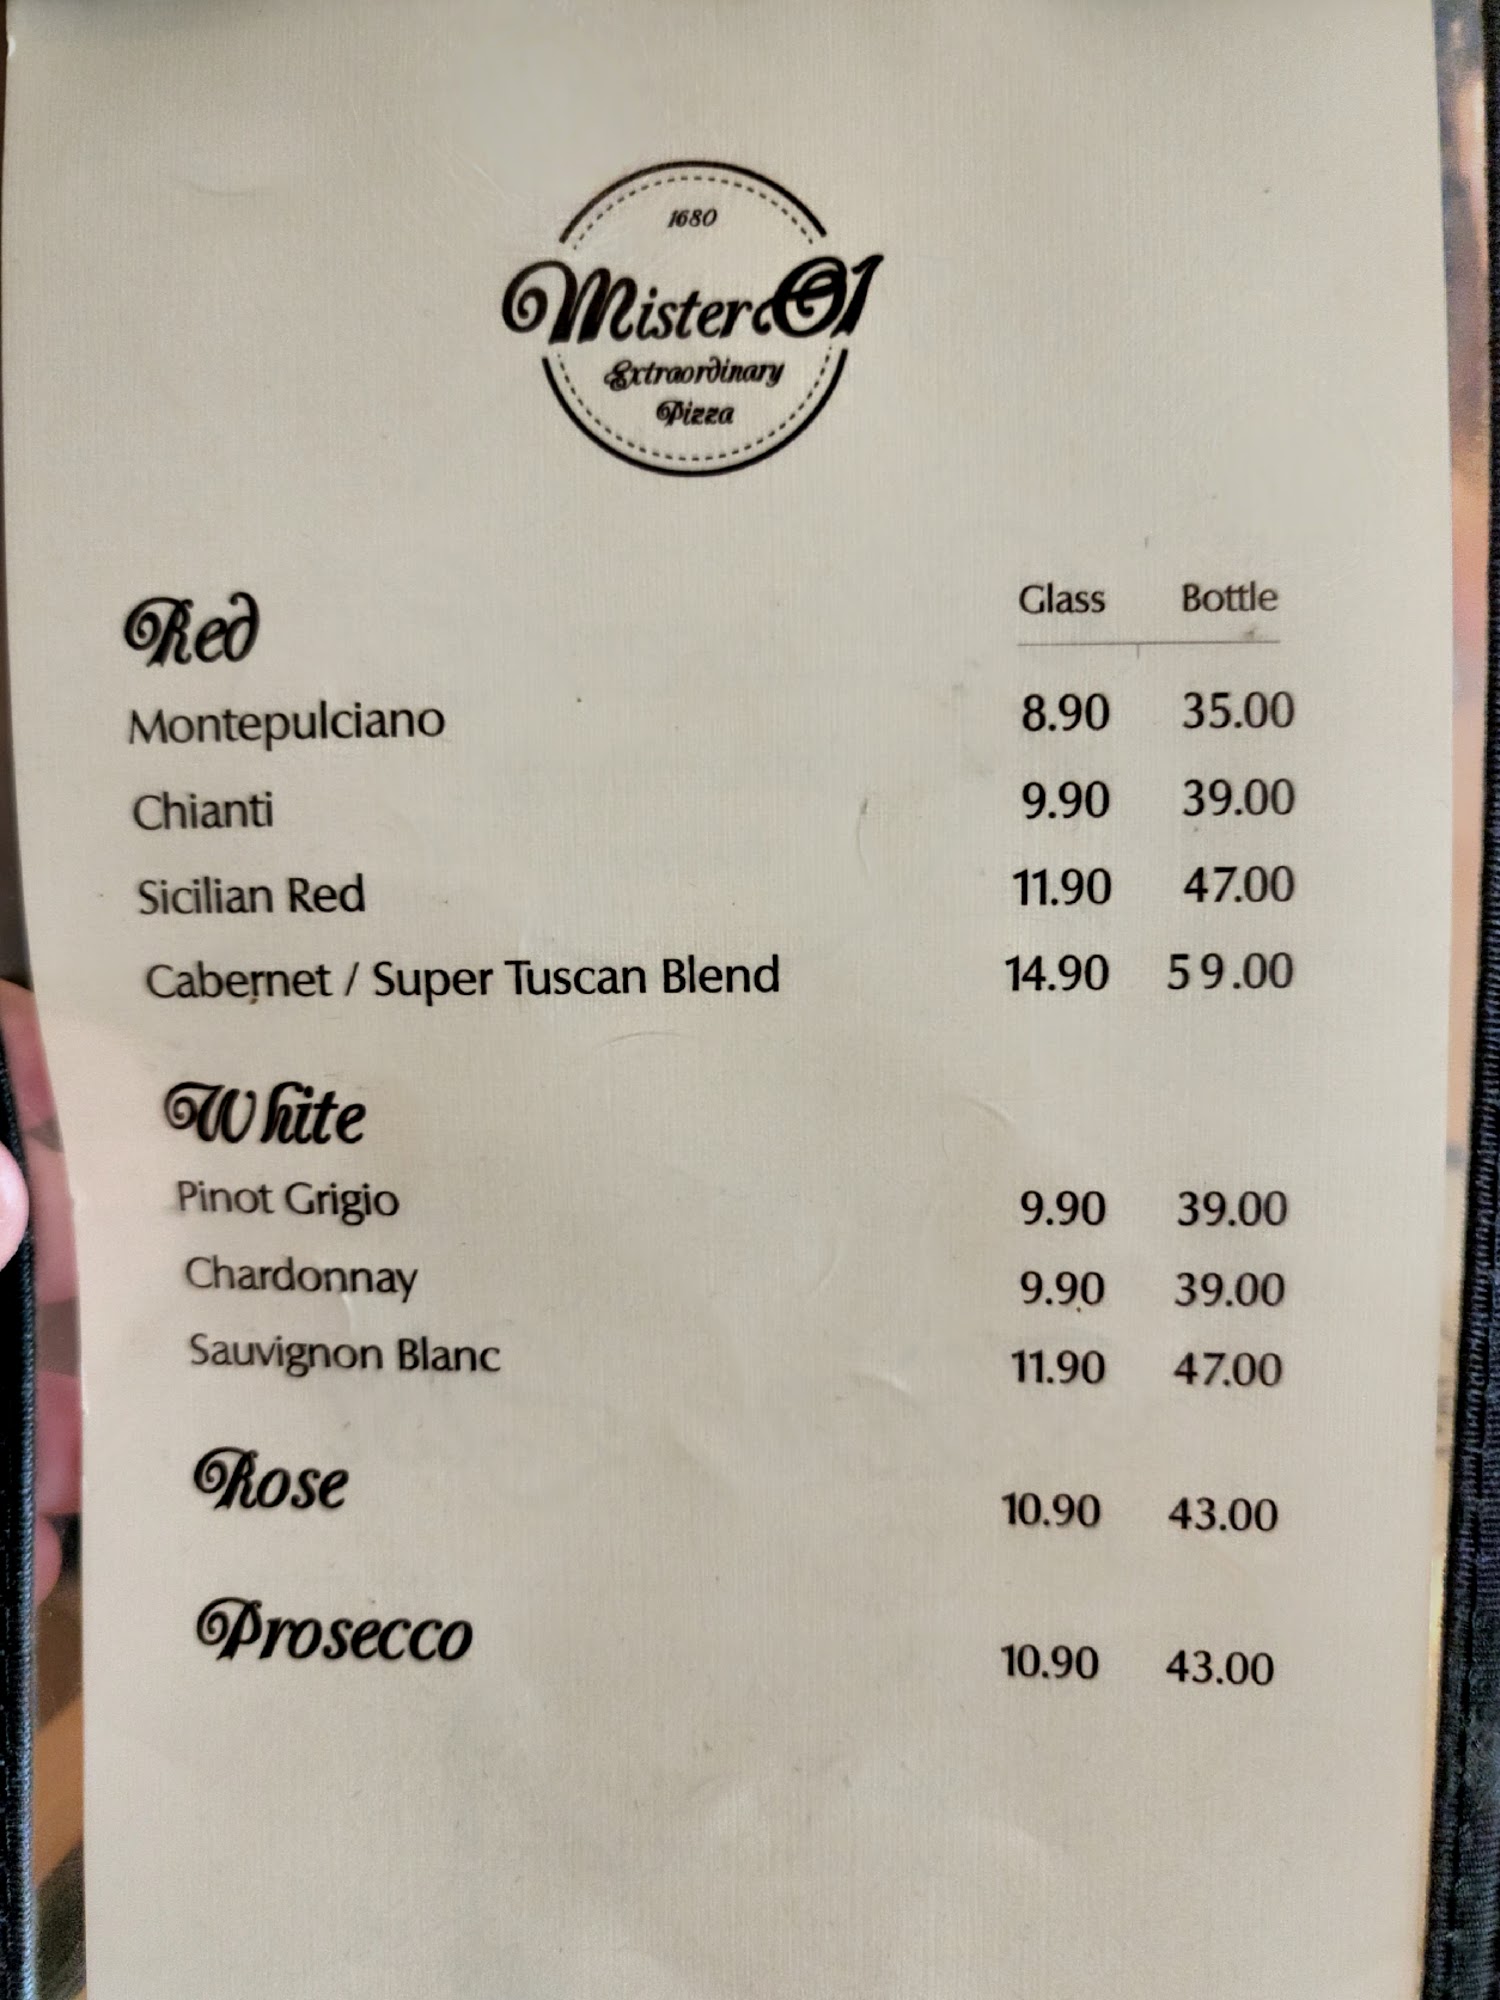 1680
Mister O1
Extraordinary
Pizza
Glass Bottle
Red
Montepulciano 8.90 35.00
Chianti 9.90 39.00
Sicilian Red 11.90 47.00
Cabernet / Super Tuscan Blend 14.90 59.00
White
Pinot Grigio 9.90 39.00
Chardonnay 9.90 39.00
Sauvignon Blanc 11.90 47.00
Rose 10.90 43.00
Prosecco 10.90 43.00